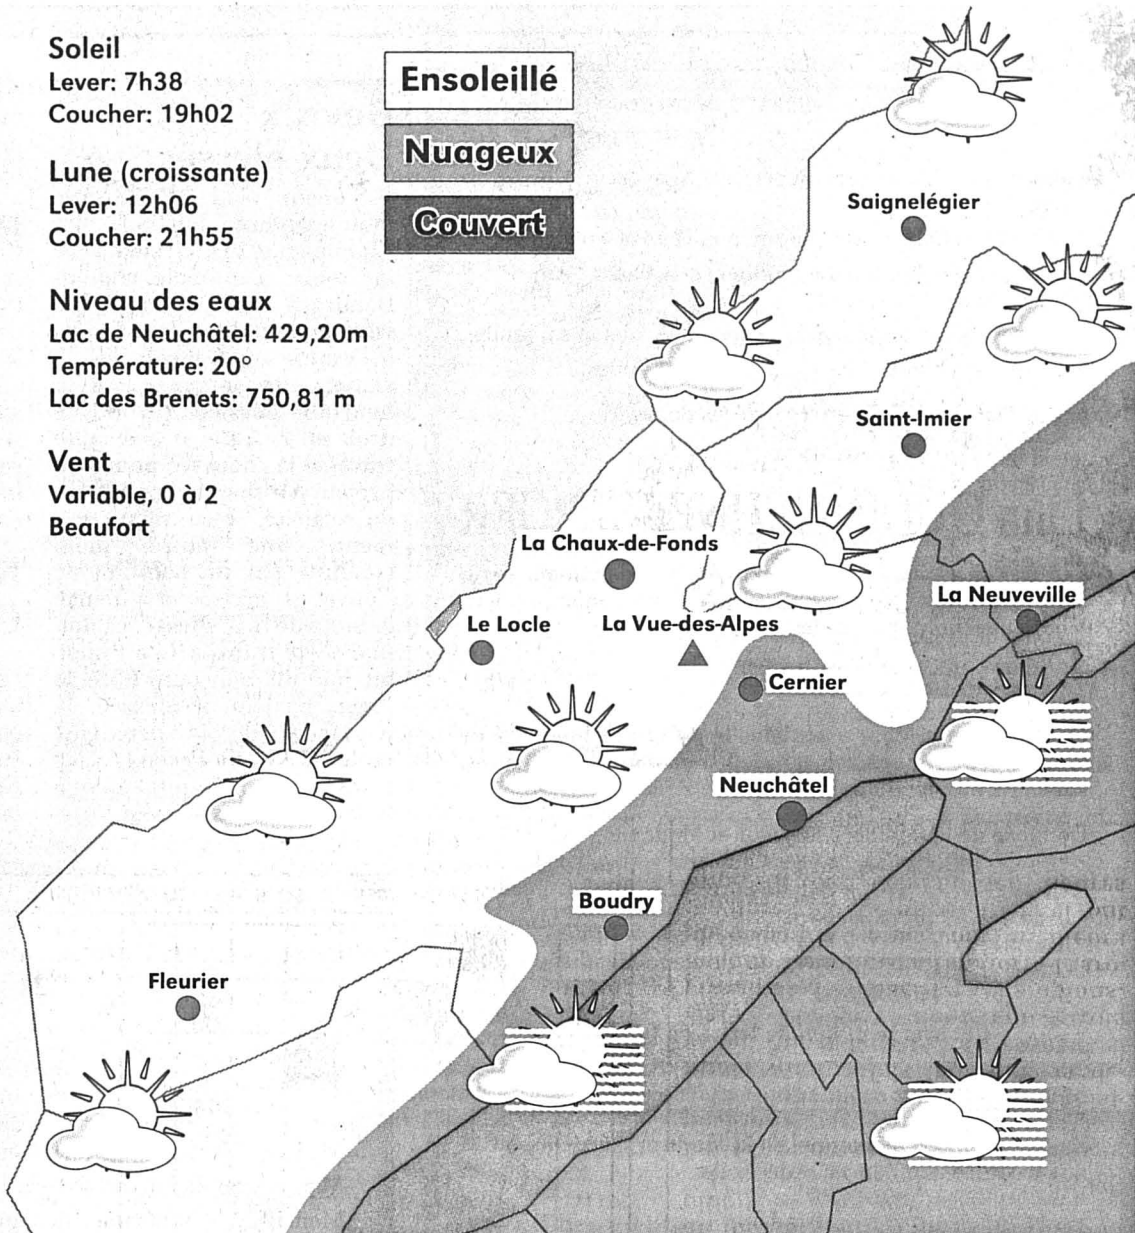 Soleil
Lever: 7h38
Coucher: 19h02
Lune (croissante)
Lever: 12h06
Coucher: 21h55
Niveau des eaux
Lac de Neuchâtel: 429,20m
Température: 20°
Lac des Brenets: 750,81 m
Vent
Variable, 0 à 2
Beaufort
Ensoleillé
Nuageux
Couvert
Saignelégier
Saint-Imier
La Chaux-de-Fonds
La Neuveville
Le Locle
La Vue-des-Alpes
Cernier
Neuchâtel
Boudry
Fleurier